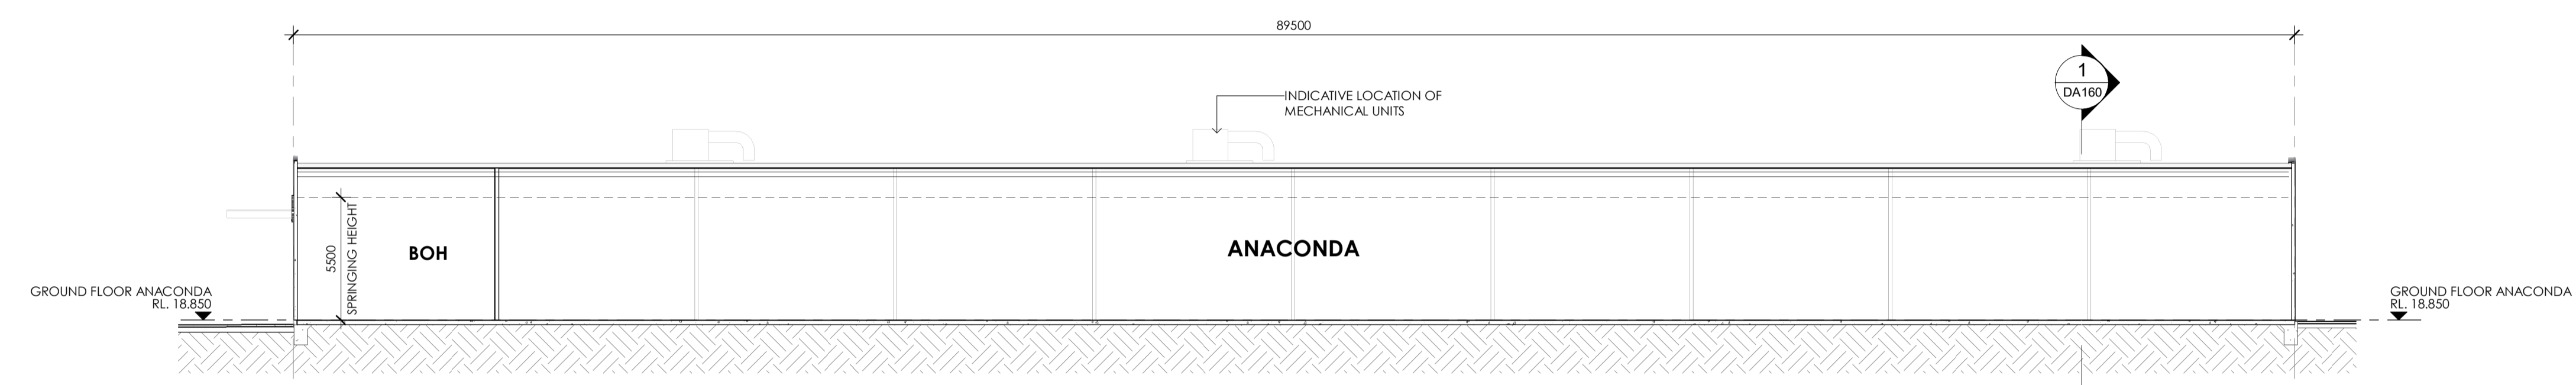 89500
1
DA160
INDICATIVE LOCATION OF
MECHANICAL UNITS
5500
SPRINGING HEIGHT
BOH
ANACONDA
GROUND FLOOR ANACONDA
RL. 18.850
GROUND FLOOR ANACONDA
RL. 18.850